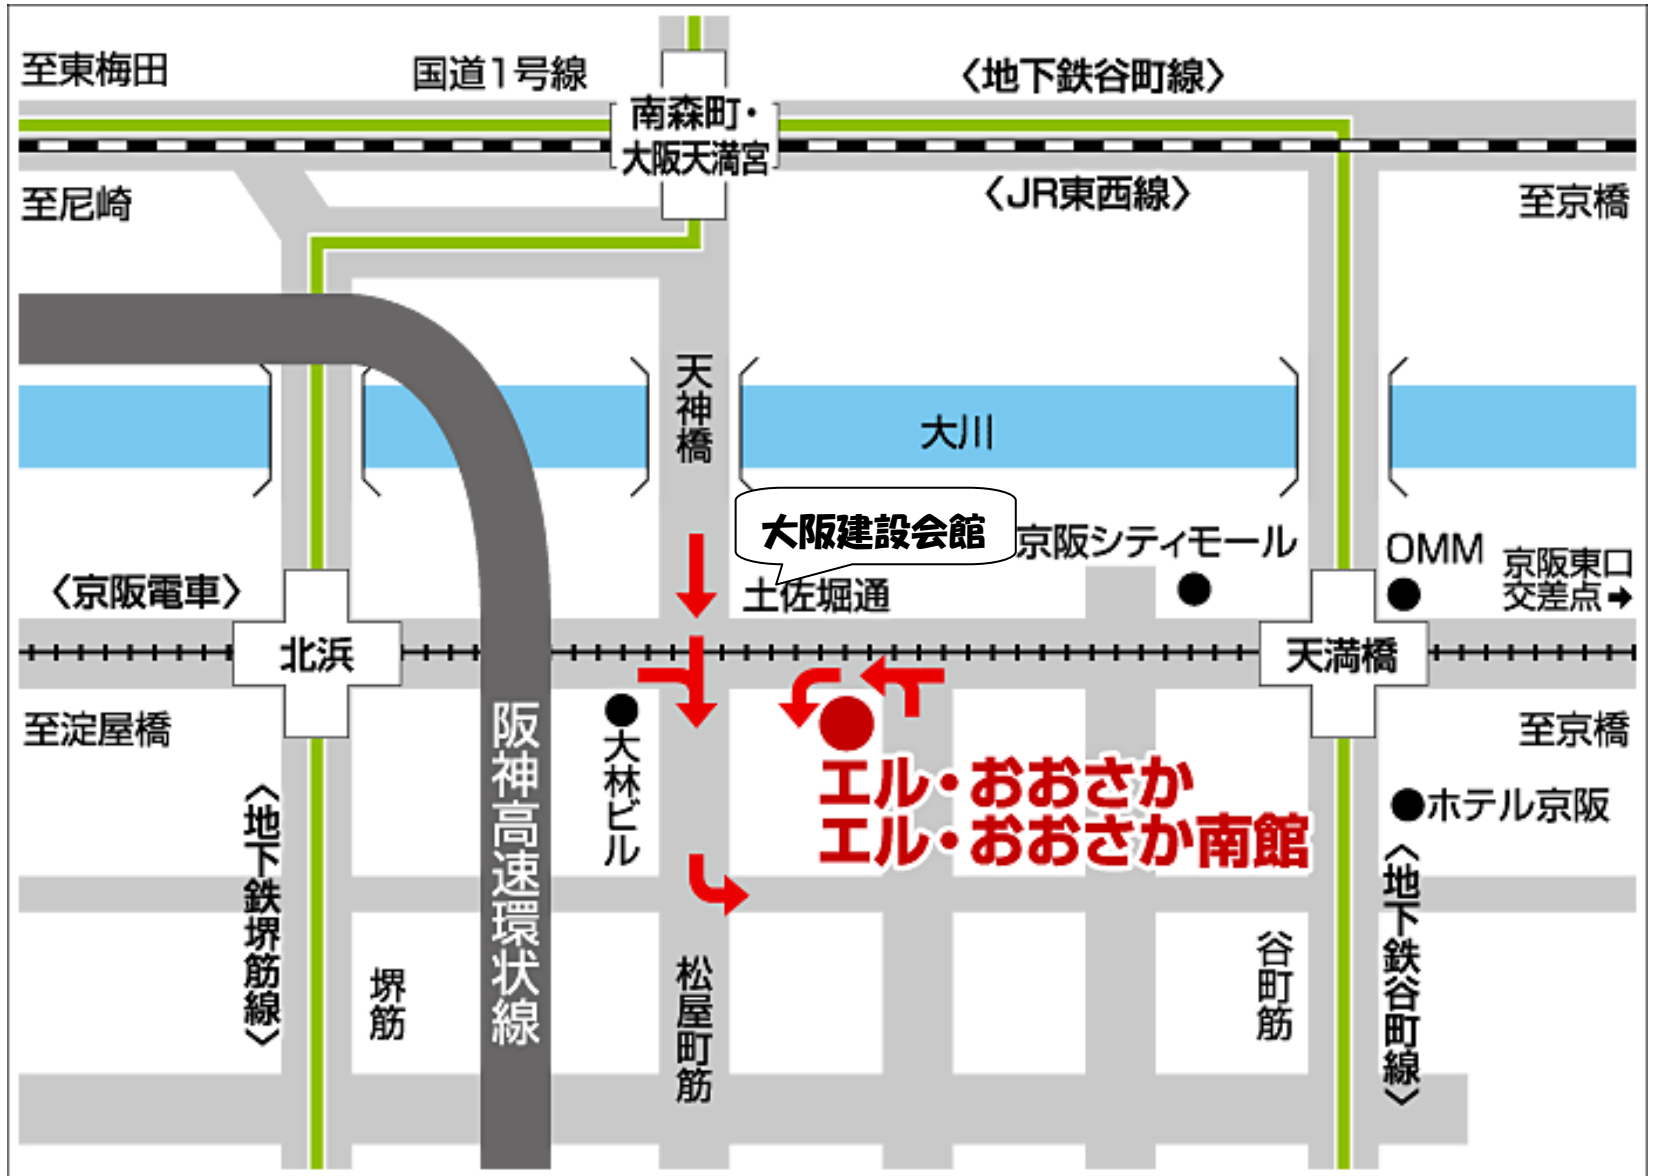 至東梅田
国道1号線
〈地下鉄谷町線〉
南森町・
大阪天満宮
至尼崎
〈JR東西線〉
至京橋
天神橋
大川
大阪建設会館
京阪シティモール
OMM
京阪東口
交差点➡
〈京阪電車〉
土佐堀通
北浜
天満橋
至淀屋橋
阪神高速環状線
大林ビル
エル・おおさか
エル・おおさか南館
至京橋
ホテル京阪
〈地下鉄堺筋線〉
堺筋
松屋町筋
谷町筋
〈地下鉄谷町線〉